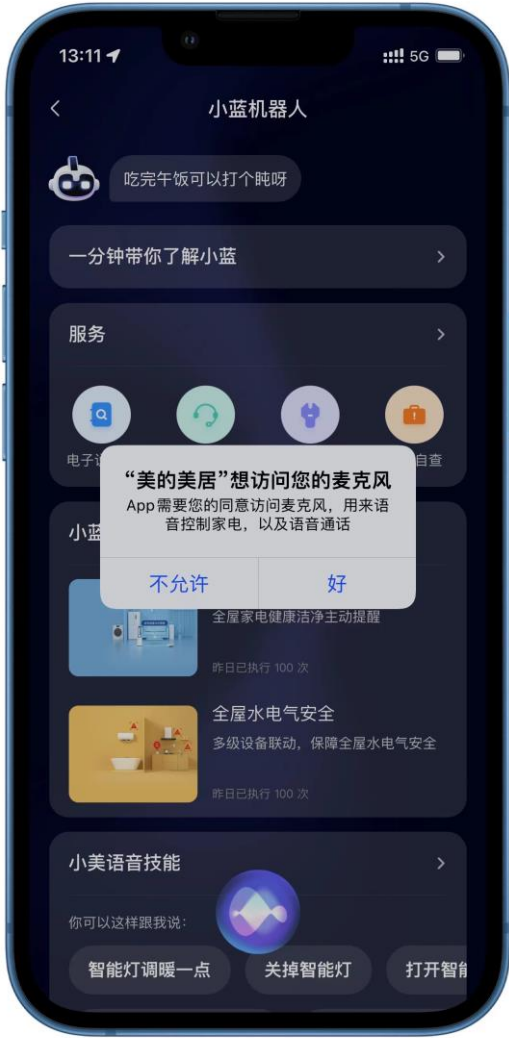 13:11
5G
小蓝机器人
吃完午饭可以打个盹呀
一分钟带你了解小蓝
服务
电子
自查
“美的美居”想访问您的麦克风
App需要您的同意访问麦克风，用来语
音控制家电，以及语音通话
不允许
好
小蓝
全屋家电健康洁净主动提醒
昨日已执行 100 次
全屋水电气安全
多级设备联动，保障全屋水电气安全
昨日已执行 100 次
小美语音技能
你可以这样跟我说：
智能灯调暖一点
关掉智能灯
打开智能